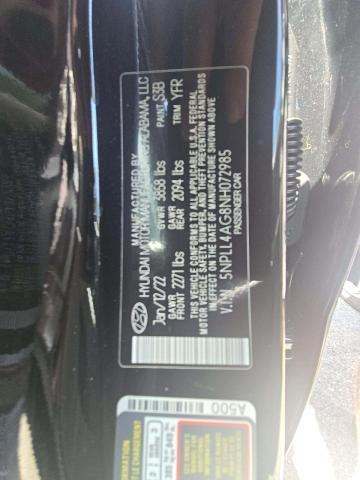 MANUFACTURED BY
HYUNDAI MOTOR MANUFACTURING ALABAMA, LLC
Jan/12/22 GVWR 3858 lbs PAINT S3B
GAWR FRONT 2271 lbs GAWR REAR 2094 lbs TRIM YFR
THIS VEHICLE CONFORMS TO ALL APPLICABLE U.S.A. FEDERAL
MOTOR VEHICLE SAFETY, BUMPER, AND THEFT PREVENTION STANDARDS
IN EFFECT ON THE DATE OF MANUFACTURE SHOWN ABOVE.
V.I.N: 5NPLL4AG8NH072985
PASSENGER CAR
A500